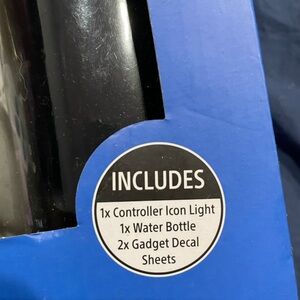 INCLUDES
1x Controller Icon Light
1x Water Bottle
2x Gadget Decal
Sheets